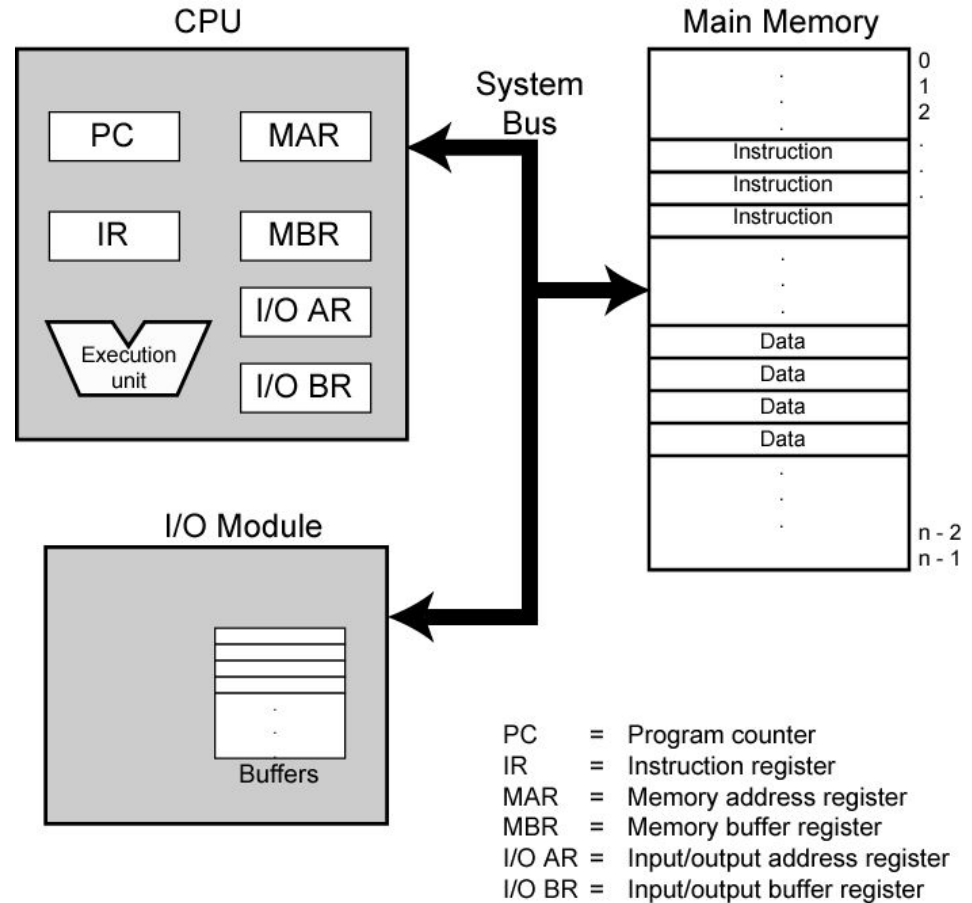 CPU
PC
MAR
IR
MBR
I/O AR
I/O BR
Execution
unit
System
Bus
Main Memory
0
1
2
.
.
.
.
.
.
Instruction
Instruction
Instruction
.
.
.
Data
Data
Data
Data
.
.
.
n - 2
n - 1
I/O Module
.
.
.
Buffers
PC = Program counter
IR = Instruction register
MAR = Memory address register
MBR = Memory buffer register
I/O AR = Input/output address register
I/O BR = Input/output buffer register